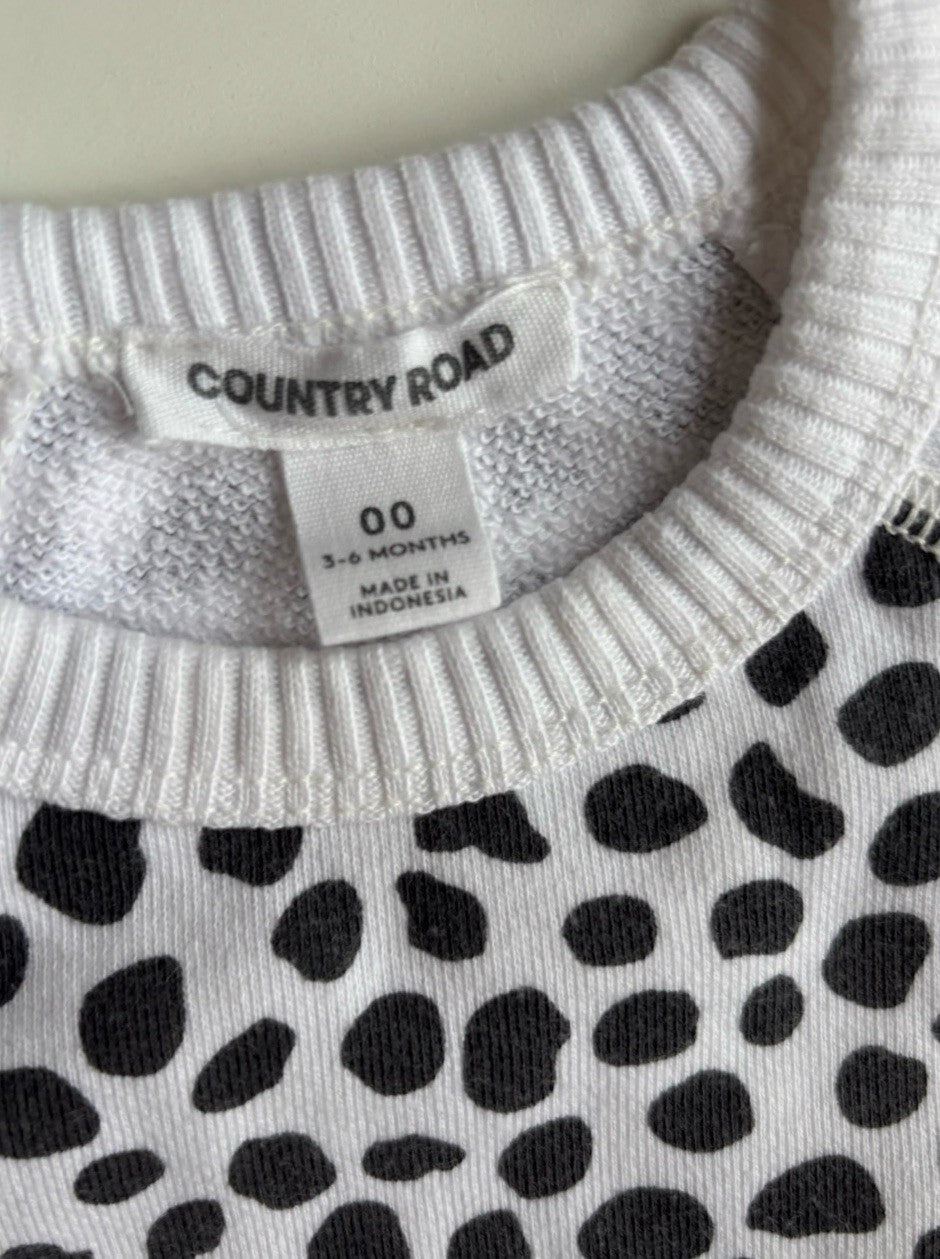 COUNTRY ROAD
00
3-6 MONTHS
MADE IN
INDONESIA